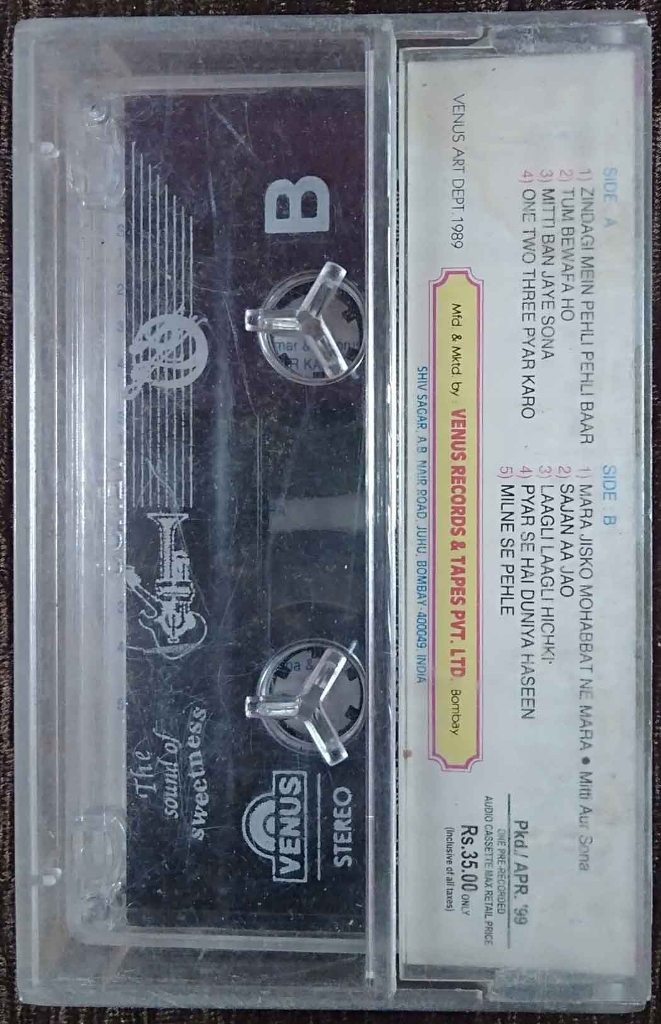 SIDE A
1) ZINDAGI MEIN PEHLI PEHLI BAAR
2) TUM BEWAFA HO
3) MITTI BAN JAYE SONA
4) ONE TWO THREE PYAR KARO
SIDE B
1) MARA JISKO MOHABBAT NE MARA • Mitti Aur Sona
2) SAJAN AA JAO
3) LAAGLI LAAGLI HICHKI
4) PYAR SE HAI DUNIYA HASEEN
5) MILNE SE PEHLE
VENUS ART DEPT. 1989
Mfd. & Mktd. by : VENUS RECORDS & TAPES PVT. LTD. Bombay
SHIV SAGAR, A.B. NAIR ROAD, JUHU, BOMBAY-400049. INDIA
Pkd./ APR. '99
ONE PRE-RECORDED
AUDIO CASSETTE MAX RETAIL PRICE
Rs.35.00 ONLY
(Inclusive of all taxes)
B
STEREO
VENUS
The
sound of
sweetness